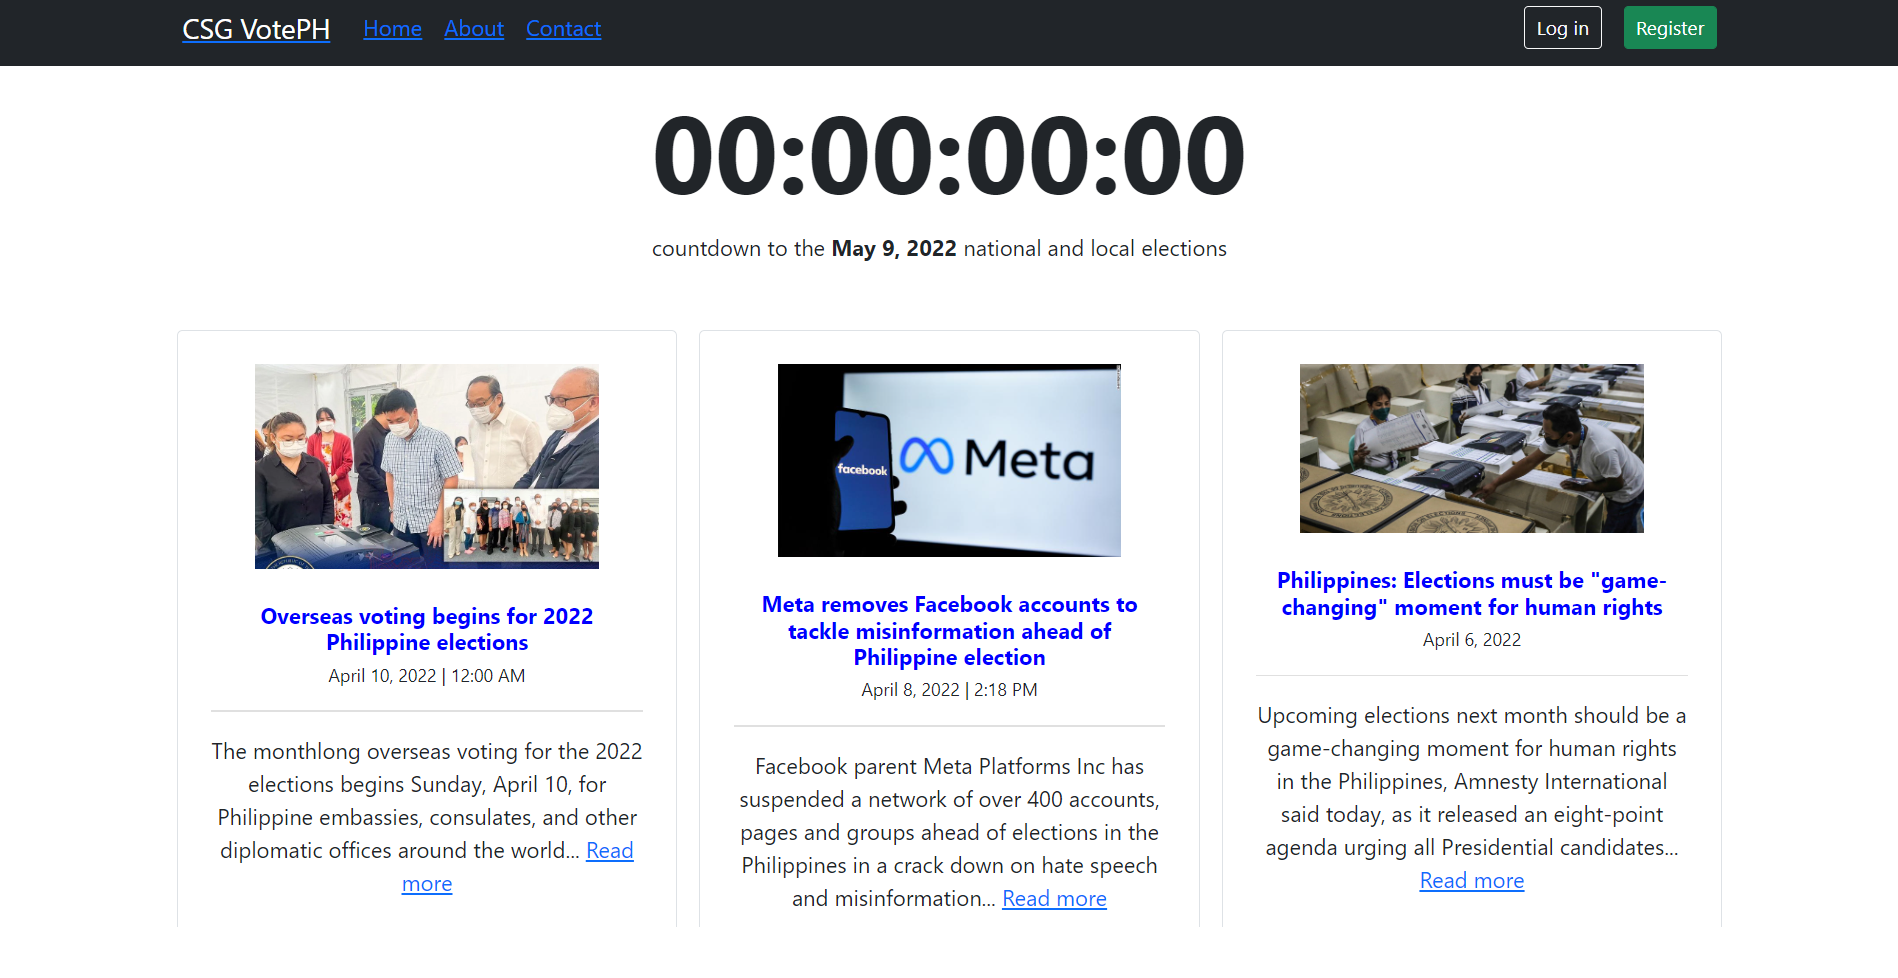 CSG VotePH
Home
About
Contact
Log in
Register
00:00:00:00
countdown to the May 9, 2022 national and local elections
Overseas voting begins for 2022
Philippine elections
April 10, 2022 | 12:00 AM
The monthlong overseas voting for the 2022
elections begins Sunday, April 10, for
Philippine embassies, consulates, and other
diplomatic offices around the world... Read
more
facebook
Meta
Meta removes Facebook accounts to
tackle misinformation ahead of
Philippine election
April 8, 2022 | 2:18 PM
Facebook parent Meta Platforms Inc has
suspended a network of over 400 accounts,
pages and groups ahead of elections in the
Philippines in a crack down on hate speech
and misinformation... Read more
Philippines: Elections must be "game-
changing" moment for human rights
April 6, 2022
Upcoming elections next month should be a
game-changing moment for human rights
in the Philippines, Amnesty International
said today, as it released an eight-point
agenda urging all Presidential candidates...
Read more